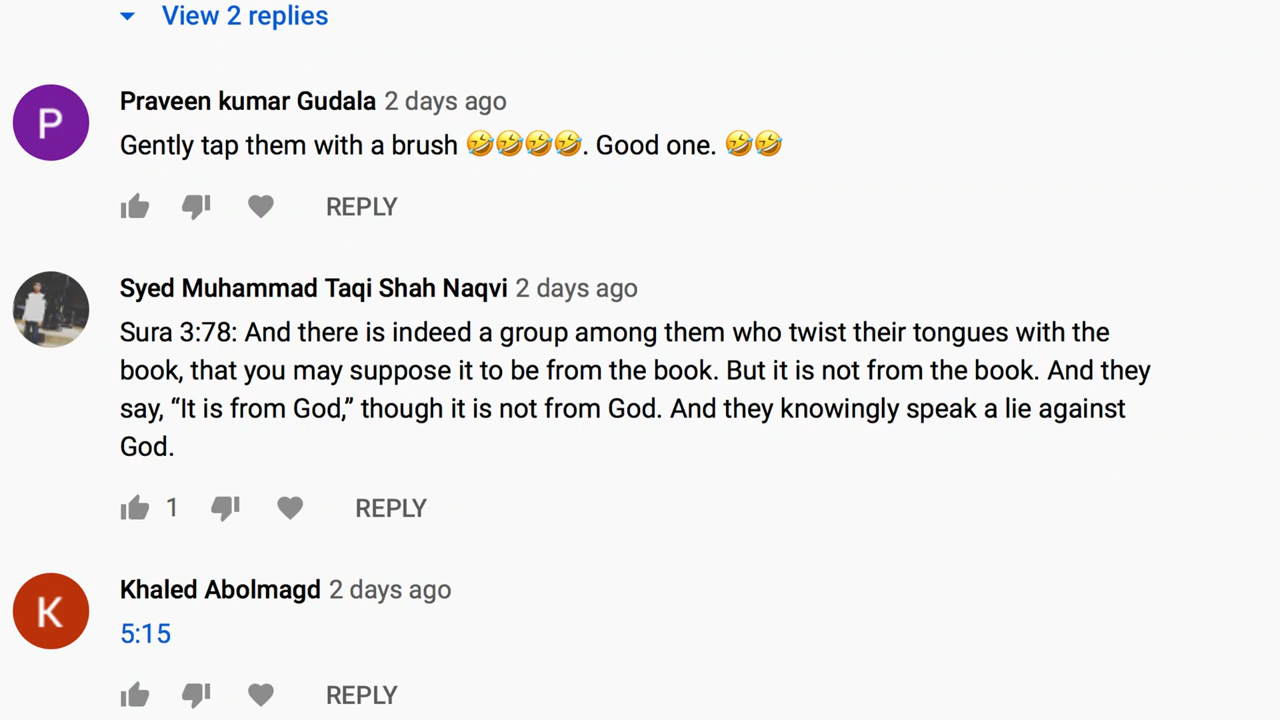 View 2 replies
P
Praveen kumar Gudala 2 days ago
Gently tap them with a brush 🤣🤣🤣🤣. Good one. 🤣🤣
REPLY
Syed Muhammad Taqi Shah Naqvi 2 days ago
Sura 3:78: And there is indeed a group among them who twist their tongues with the
book, that you may suppose it to be from the book. But it is not from the book. And they
say, “It is from God,” though it is not from God. And they knowingly speak a lie against
God.
1 REPLY
K
Khaled Abolmagd 2 days ago
5:15
REPLY